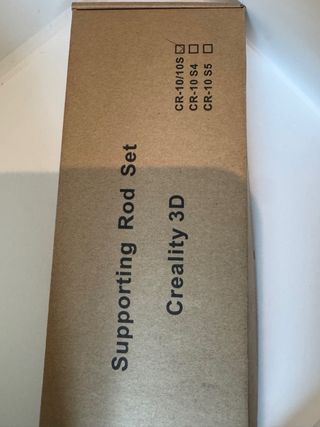 CR-10/10S ☑
CR-10 S4 ☐
CR-10 S5 ☐
Supporting Rod Set
Creality 3D